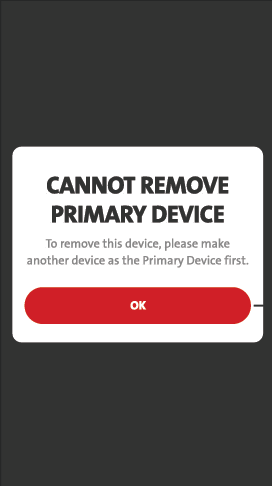 CANNOT REMOVE
PRIMARY DEVICE
To remove this device, please make
another device as the Primary Device first.
OK